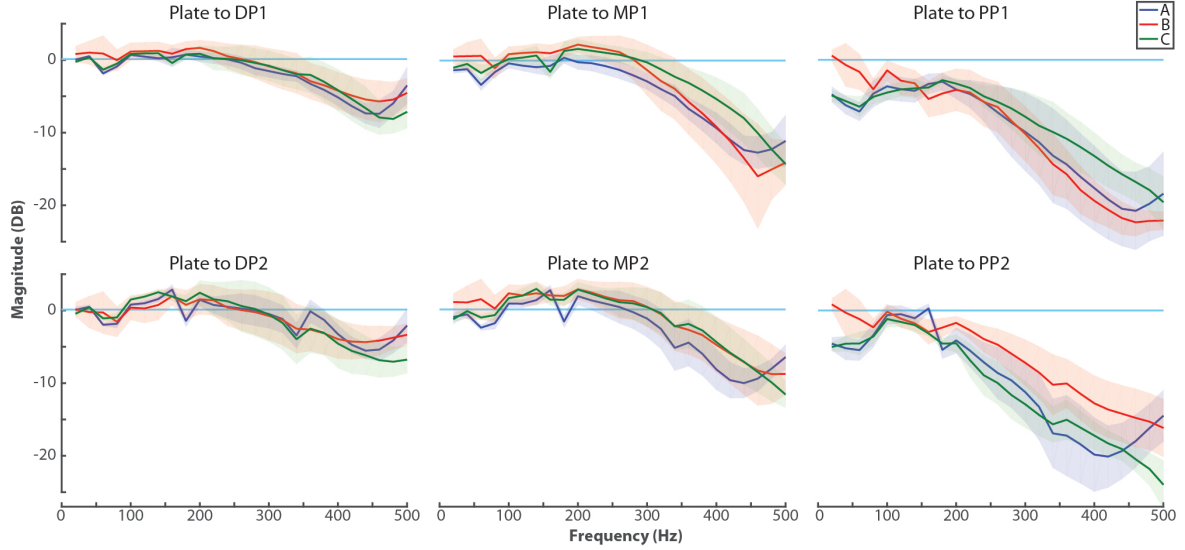 Plate to DP1
Plate to MP1
Plate to PP1
A
B
C
0
-10
-20
Plate to DP2
Plate to MP2
Plate to PP2
0
-10
-20
Magnitude (DB)
0 100 200 300 400 500
0 100 200 300 400 500
0 100 200 300 400 500
Frequency (Hz)